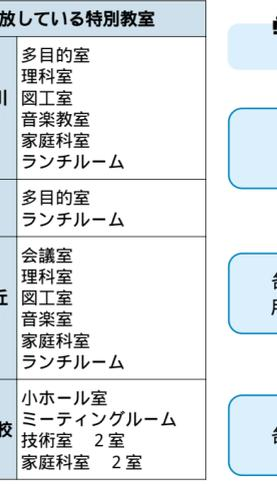 放している特別教室
川
多目的室
理科室
図工室
音楽教室
家庭科室
ランチルーム
多目的室
ランチルーム
丘
会議室
理科室
図工室
音楽室
家庭科室
ランチルーム
校
小ホール室
ミーティングルーム
技術室　２室
家庭科室　２室